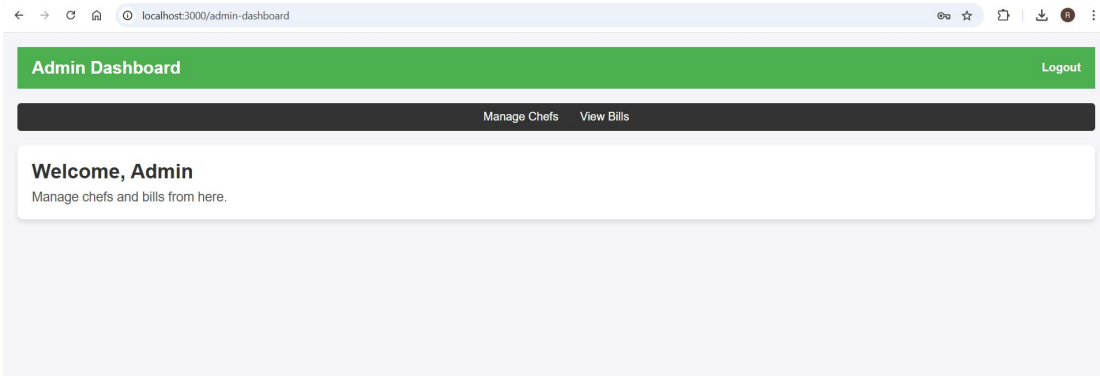 localhost:3000/admin-dashboard
R
Admin Dashboard Logout
Manage Chefs View Bills
Welcome, Admin
Manage chefs and bills from here.